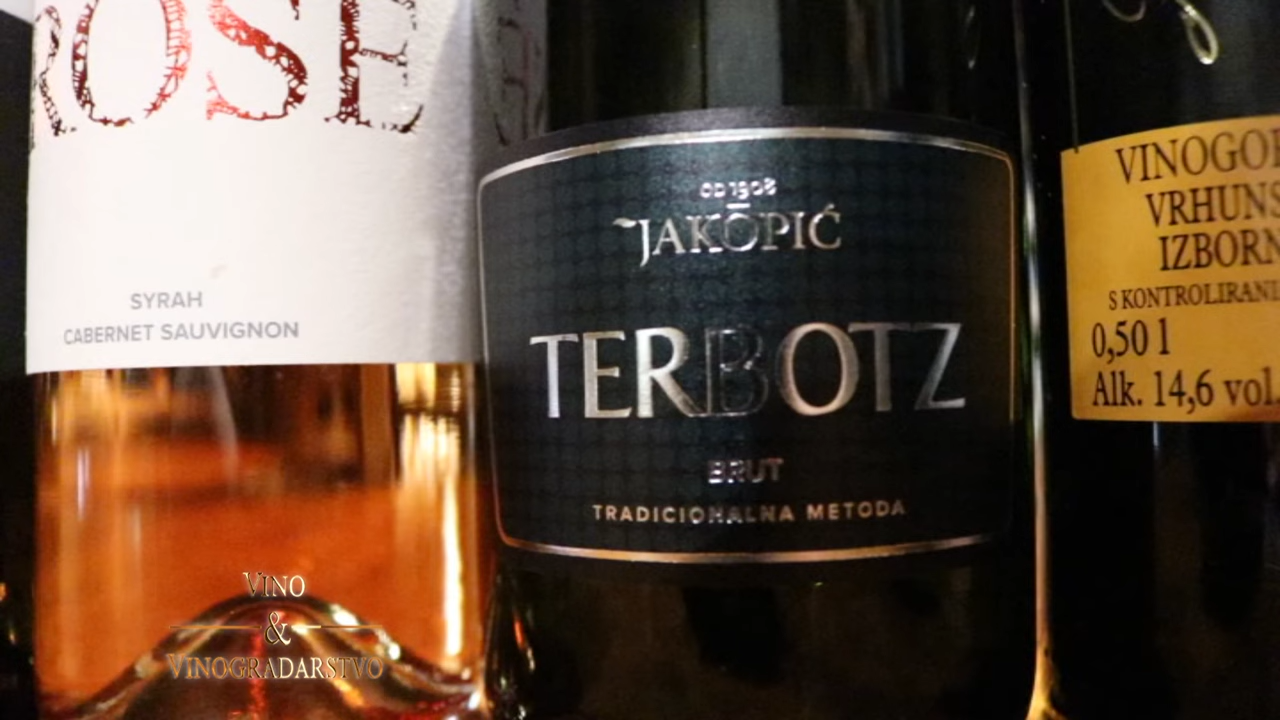 ROSE
SYRAH
CABERNET SAUVIGNON
OD 1908
JAKOPIĆ
TERBOTZ
BRUT
TRADICIONALNA METODA
VRHUNS
IZBORN
S KONTROLIRANI
0,50 l
Alk. 14,6 vol.
VINO
&
VINOGRADARSTVO